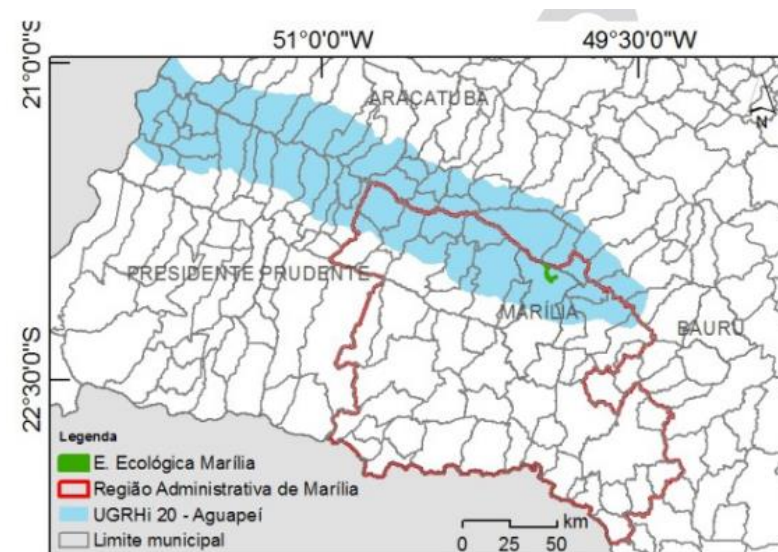 51°0'0"W
49°30'0"W
21°0'0"S
ARAÇATUBA
N
PRESIDENTE PRUDENTE
MARÍLIA
BAURU
22°30'0"S
Legenda
E. Ecológica Marília
Região Administrativa de Marília
UGRHi 20 - Aguapeí
Limite municipal
km
0 25 50